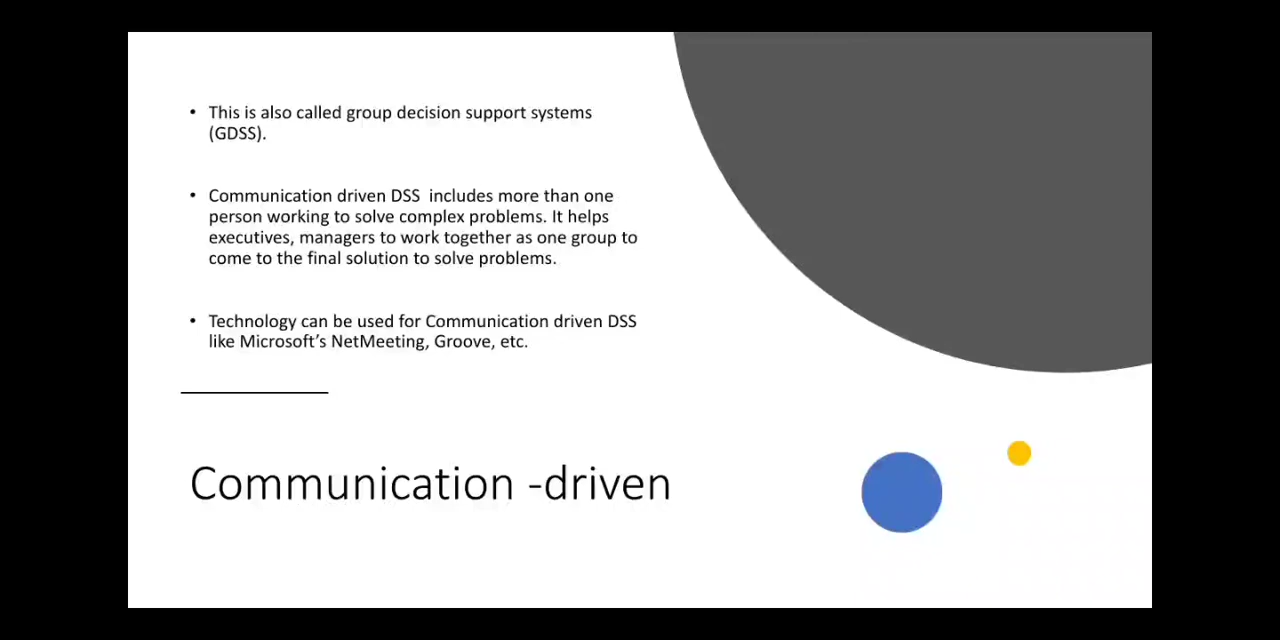 • This is also called group decision support systems
(GDSS).
• Communication driven DSS  includes more than one
person working to solve complex problems. It helps
executives, managers to work together as one group to
come to the final solution to solve problems.
• Technology can be used for Communication driven DSS
like Microsoft’s NetMeeting, Groove, etc.
Communication -driven